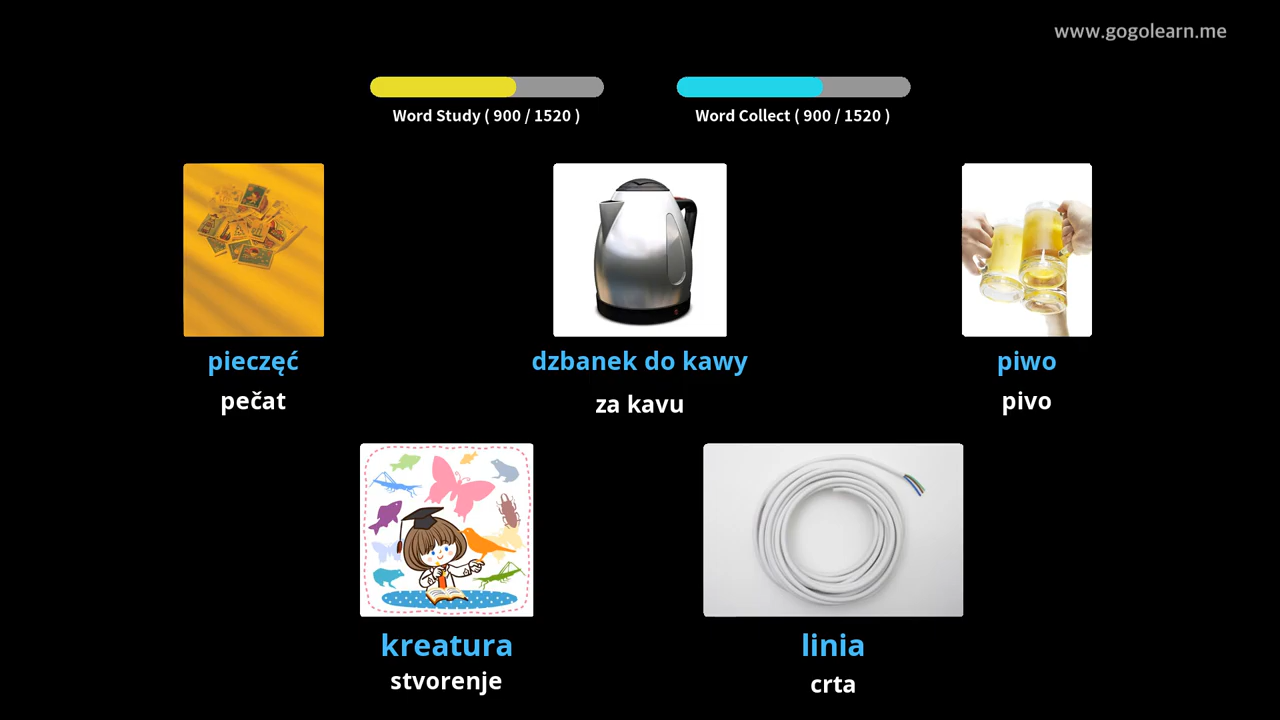 www.gogolearn.me
Word Study ( 900 / 1520 )
Word Collect ( 900 / 1520 )
pieczęć
dzbanek do kawy
piwo
pečat
za kavu
pivo
kreatura
linia
stvorenje
crta